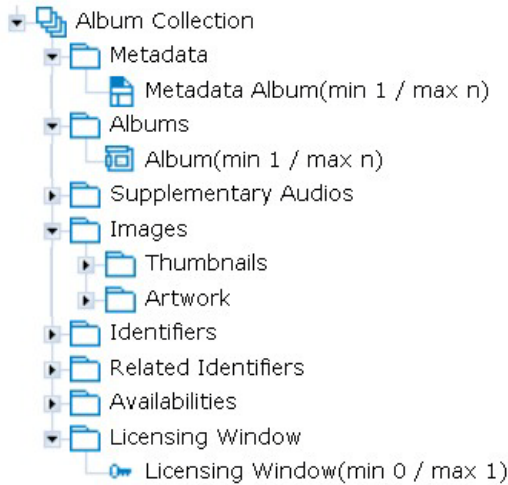 Album Collection
Metadata
Metadata Album(min 1 / max n)
Albums
Album(min 1 / max n)
Supplementary Audios
Images
Thumbnails
Artwork
Identifiers
Related Identifiers
Availabilities
Licensing Window
Licensing Window(min 0 / max 1)